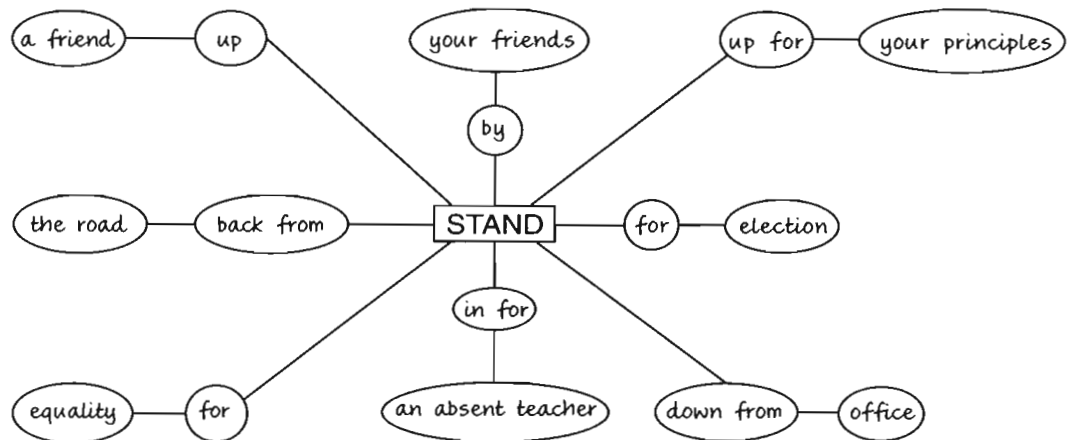 a friend
up
your friends
up for
your principles
by
the road
back from
STAND
for
election
in for
equality
for
an absent teacher
down from
office